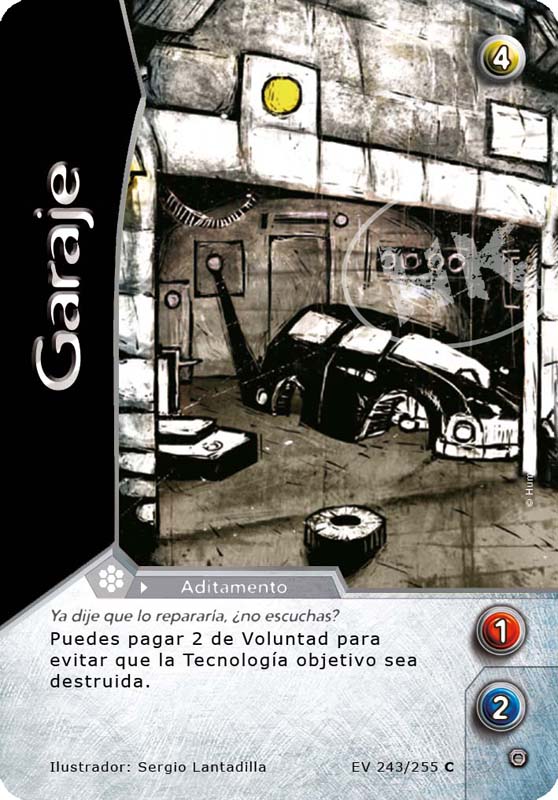 4
Garaje
© Hum
Aditamento
Ya dije que lo repararía, ¿no escuchas?
Puedes pagar 2 de Voluntad para
evitar que la Tecnología objetivo sea
destruida.
1
2
Ilustrador: Sergio Lantadilla
EV 243/255 C